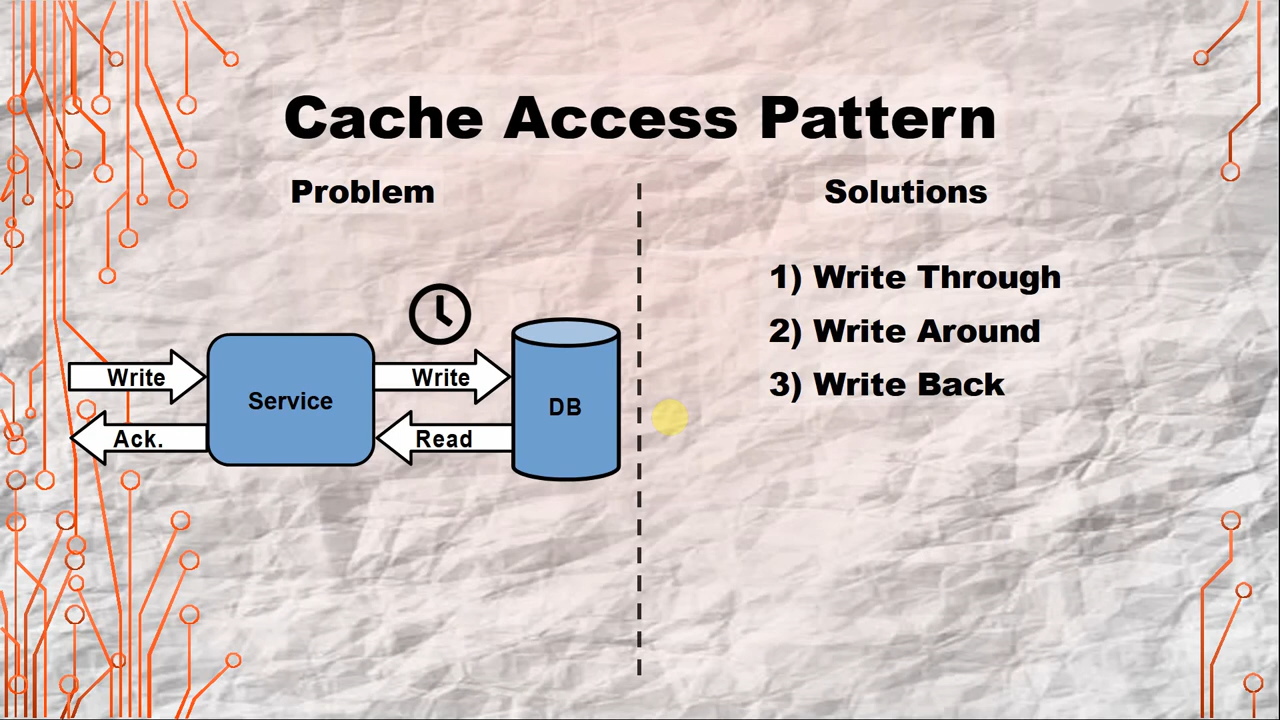 Cache Access Pattern
Problem
Write
Ack.
Service
Write
Read
DB
Solutions
1) Write Through
2) Write Around
3) Write Back